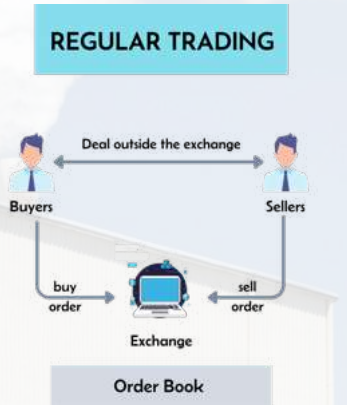 REGULAR TRADING
Deal outside the exchange
Buyers
Sellers
buy
order
sell
order
Exchange
Order Book